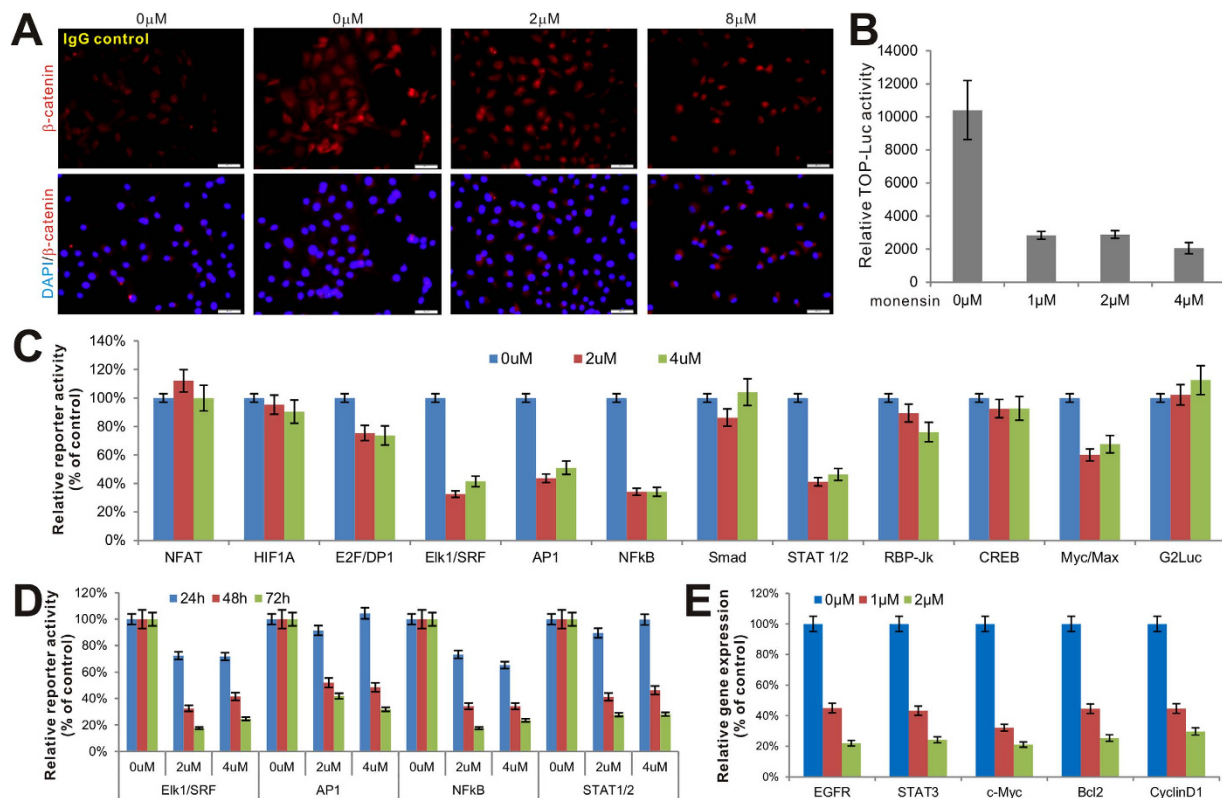 A
0μM 0μM 2μM 8μM
IgG control
β-catenin
DAPI/β-catenin
B
Relative TOP-Luc activity
14000
12000
10000
8000
6000
4000
2000
0
monensin 0μM 1μM 2μM 4μM
C
Relative reporter activity
(% of control)
140%
120%
100%
80%
60%
40%
20%
0%
0uM 2uM 4uM
NFAT HIF1A E2F/DP1 Elk1/SRF AP1 NFkB Smad STAT 1/2 RBP-Jk CREB Myc/Max G2Luc
D
Relative reporter activity
(% of control)
120%
100%
80%
60%
40%
20%
0%
24h 48h 72h
0uM 2uM 4uM 0uM 2uM 4uM 0uM 2uM 4uM 0uM 2uM 4uM
Elk1/SRF AP1 NFkB STAT1/2
E
Relative gene expression
(% of control)
120%
100%
80%
60%
40%
20%
0%
0μM 1μM 2μM
EGFR STAT3 c-Myc Bcl2 CyclinD1